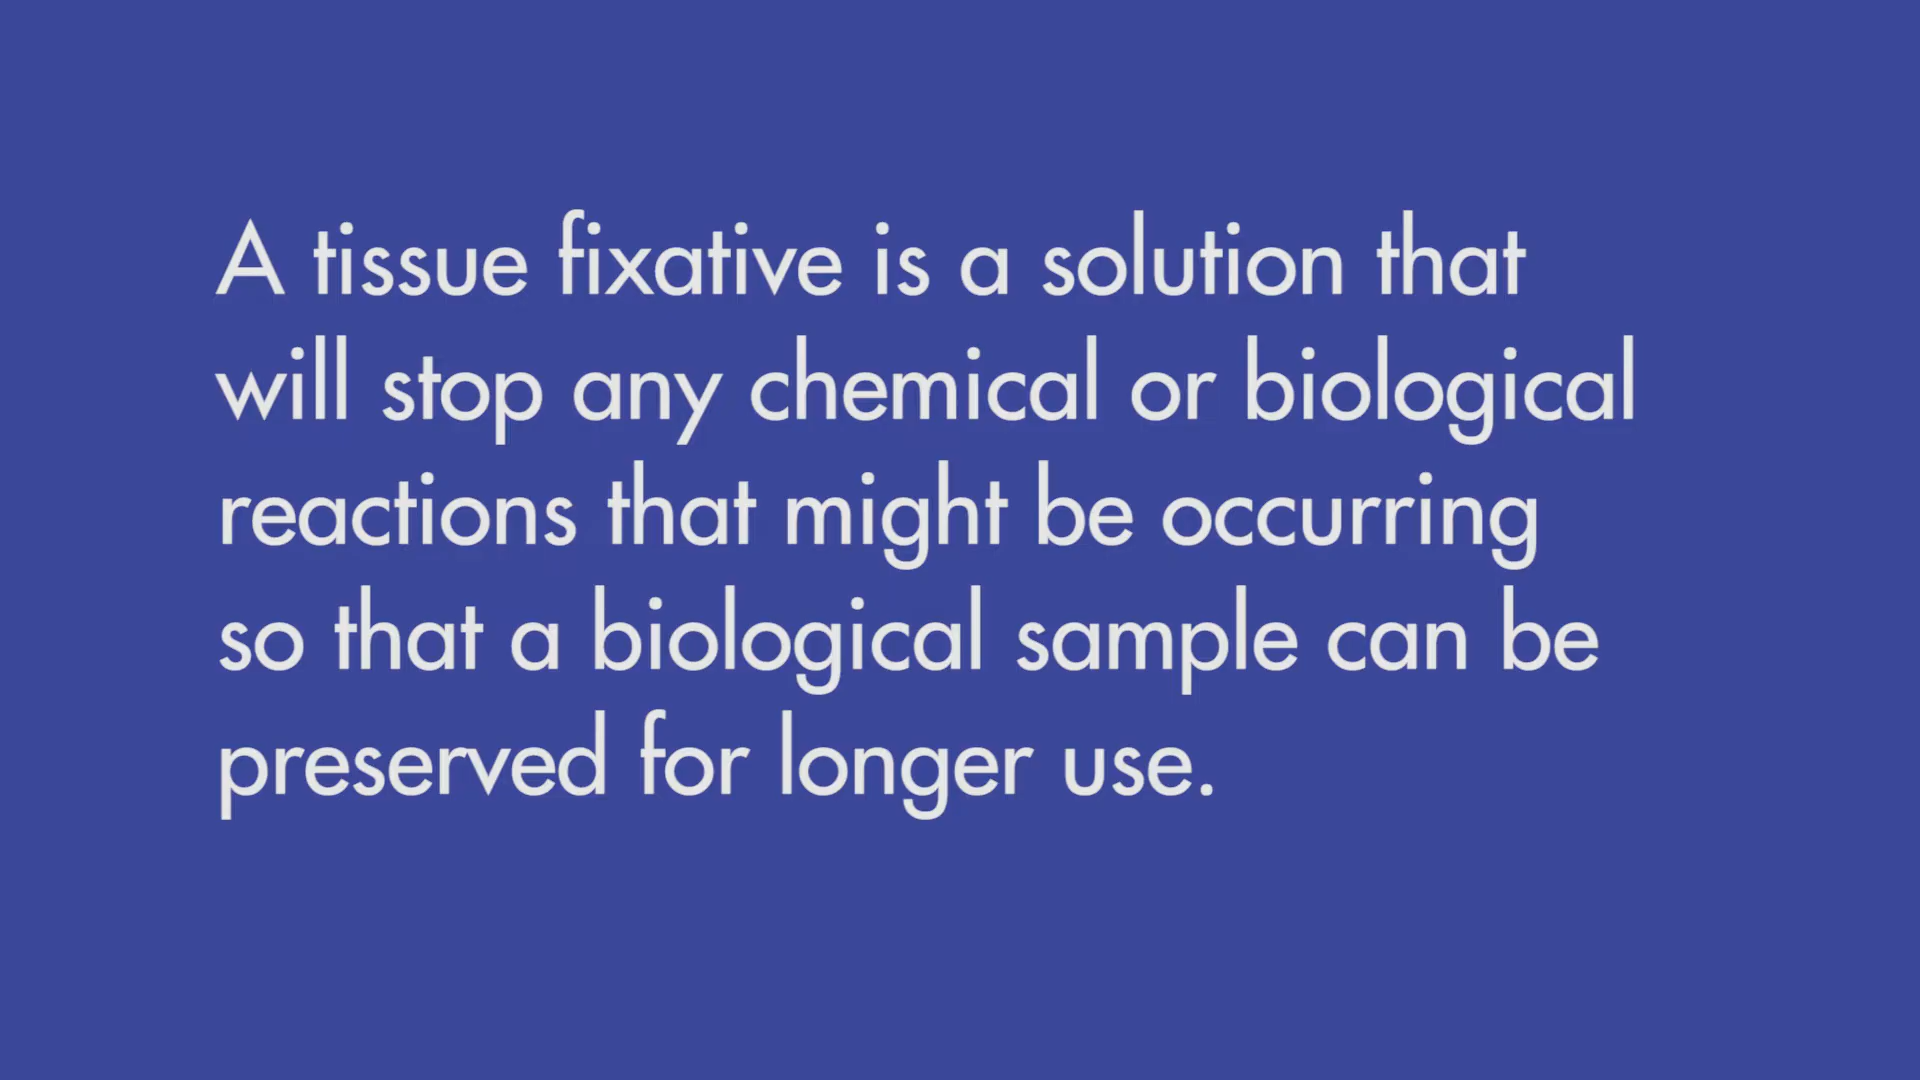 A tissue fixative is a solution that
will stop any chemical or biological
reactions that might be occurring
so that a biological sample can be
preserved for longer use.